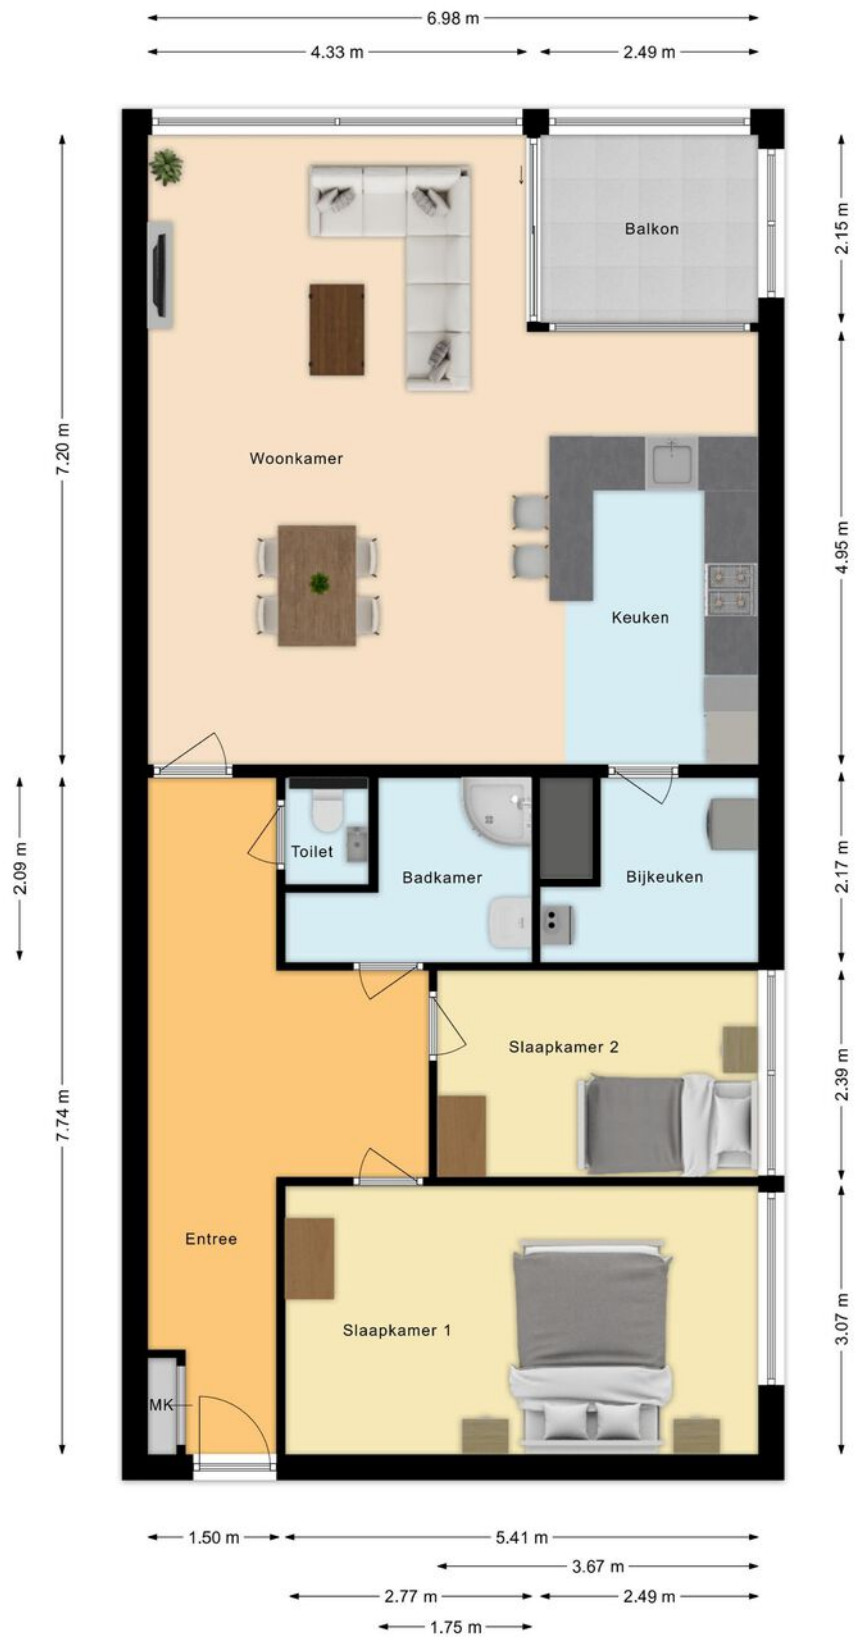 6.98 m
4.33 m
2.49 m
Balkon
2.15 m
7.20 m
Woonkamer
4.95 m
Keuken
2.09 m
Toilet
Badkamer
Bijkeuken
2.17 m
Slaapkamer 2
2.39 m
7.74 m
Entree
Slaapkamer 1
3.07 m
MK
1.50 m
5.41 m
3.67 m
2.77 m
2.49 m
1.75 m